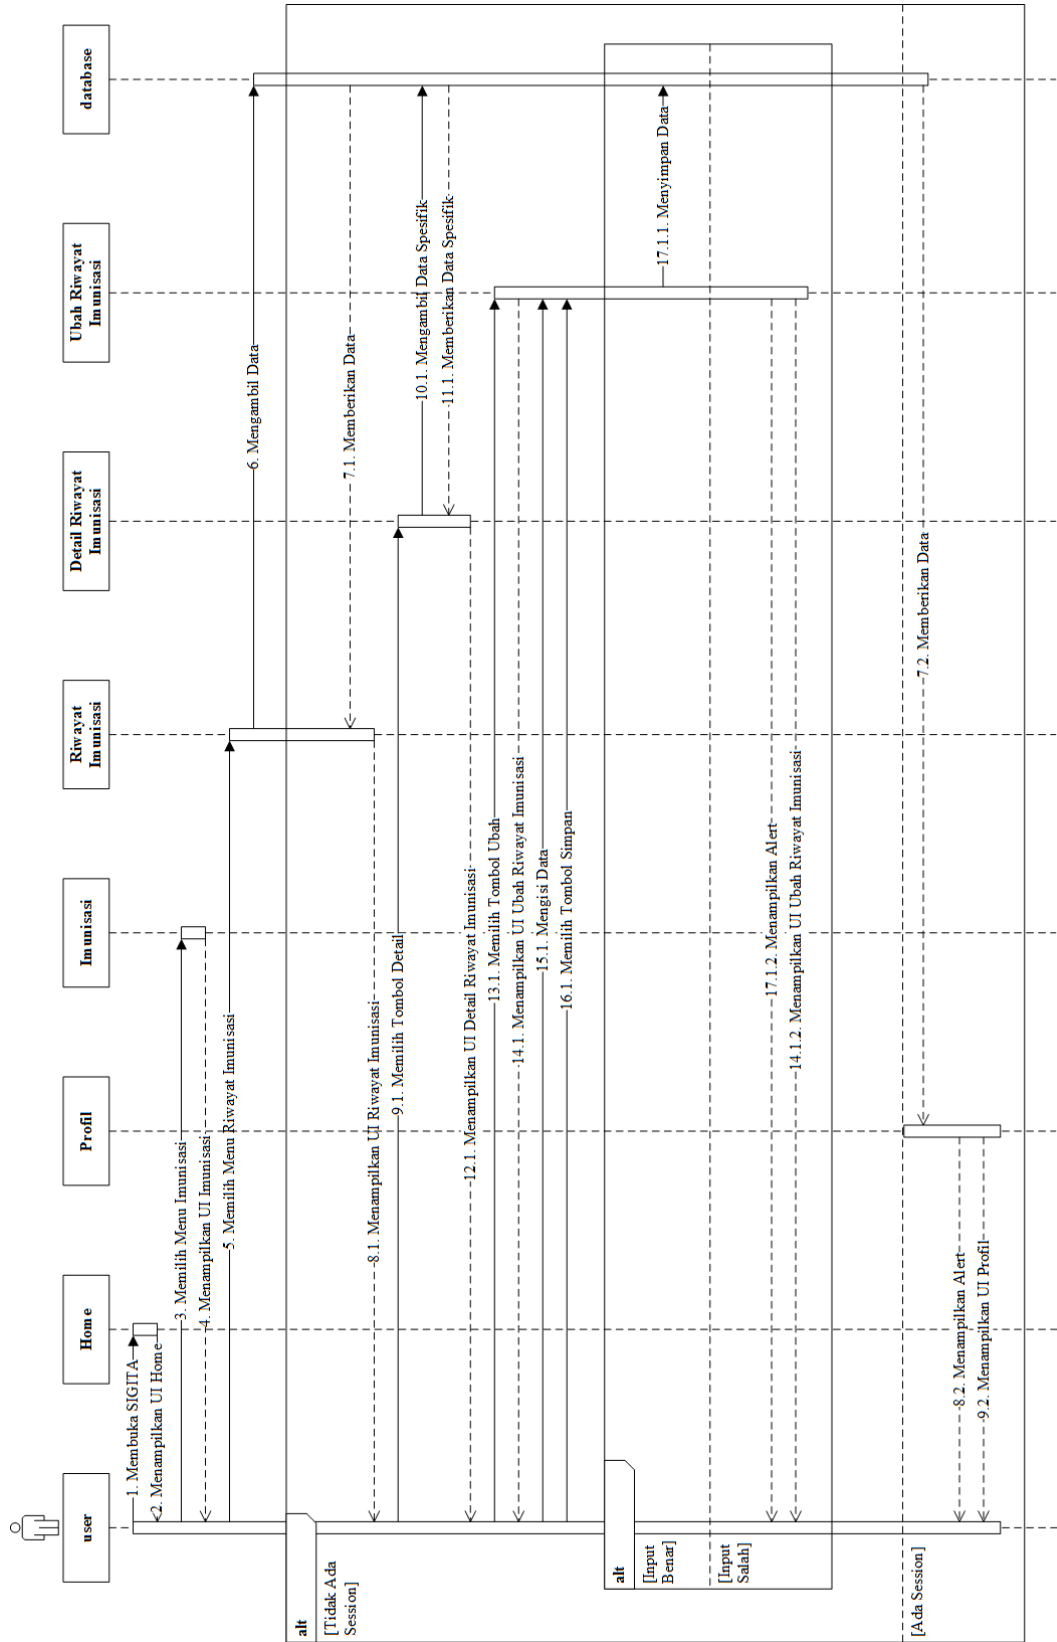 user
Home
Profil
Imunisasi
Riwayat
Imunisasi
Detail Riwayat
Imunisasi
Ubah Riwayat
Imunisasi
database
1. Membuka SIGITA
2. Menampilkan UI Home
3. Memilih Menu Imunisasi
4. Menampilkan UI Imunisasi
5. Memilih Menu Riwayat Imunisasi
6. Mengambil Data
alt
[Tidak Ada
Session]
7.1. Memberikan Data
8.1. Menampilkan UI Riwayat Imunisasi
9.1. Memilih Tombol Detail
10.1. Mengambil Data Spesifik
11.1. Memberikan Data Spesifik
12.1. Menampilkan UI Detail Riwayat Imunisasi
13.1. Memilih Tombol Ubah
14.1. Menampilkan UI Ubah Riwayat Imunisasi
15.1. Mengisi Data
16.1. Memilih Tombol Simpan
alt
[Input
Benar]
17.1.1. Menyimpan Data
[Input
Salah]
17.1.2. Menampilkan Alert
14.1.2. Menampilkan UI Ubah Riwayat Imunisasi
[Ada Session]
7.2. Memberikan Data
8.2. Menampilkan Alert
9.2. Menampilkan UI Profil